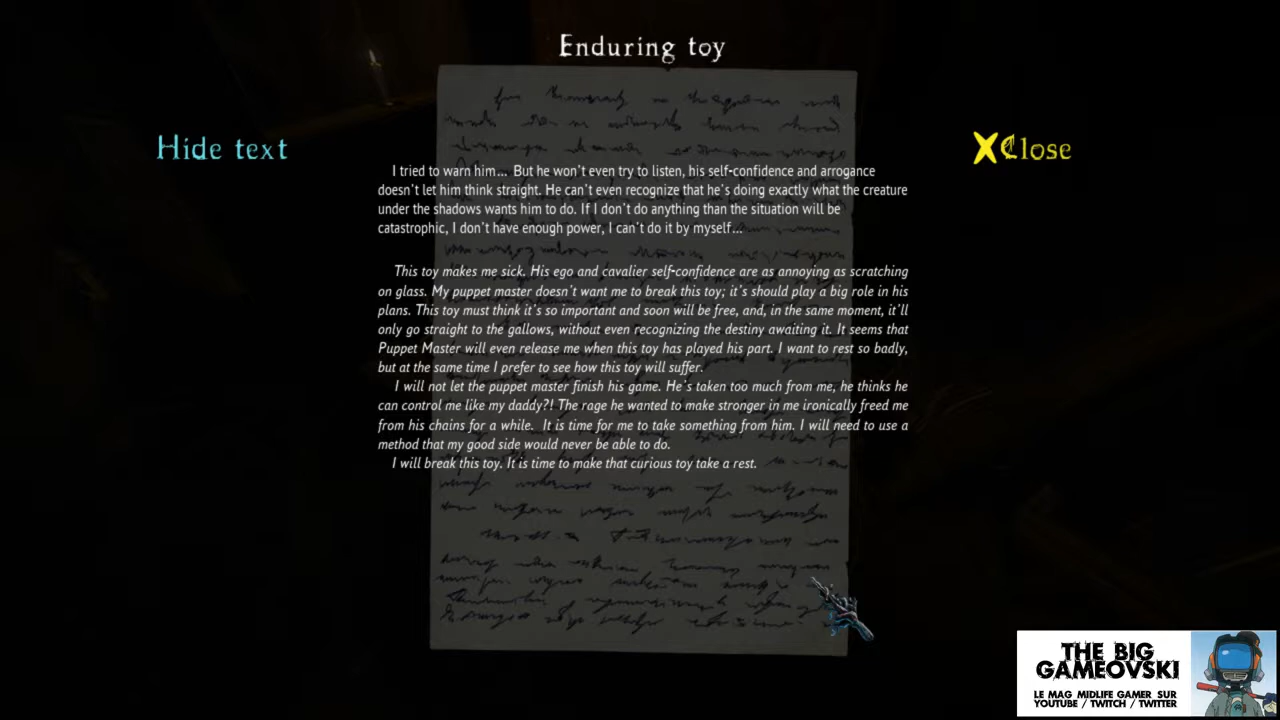 Enduring toy
Hide text
XClose
I tried to warn him... But he won't even try to listen, his self-confidence and arrogance
doesn't let him think straight. He can't even recognize that he's doing exactly what the creature
under the shadows wants him to do. If I don't do anything than the situation will be
catastrophic, I don't have enough power, I can't do it by myself...
This toy makes me sick. His ego and cavalier self-confidence are as annoying as scratching
on glass. My puppet master doesn't want me to break this toy; it's should play a big role in his
plans. This toy must think it's so important and soon will be free, and, in the same moment, it'll
only go straight to the gallows, without even recognizing the destiny awaiting it. It seems that
Puppet Master will even release me when this toy has played his part. I want to rest so badly,
but at the same time I prefer to see how this toy will suffer.
I will not let the puppet master finish his game. He's taken too much from me, he thinks he
can control me like my daddy?! The rage he wanted to make stronger in me ironically freed me
from his chains for a while. It is time for me to take something from him. I will need to use a
method that my good side would never be able to do.
I will break this toy. It is time to make that curious toy take a rest.
THE BIG
GAMEOVSKI
LE MAG MIDLIFE GAMER SUR
YOUTUBE / TWITCH / TWITTER